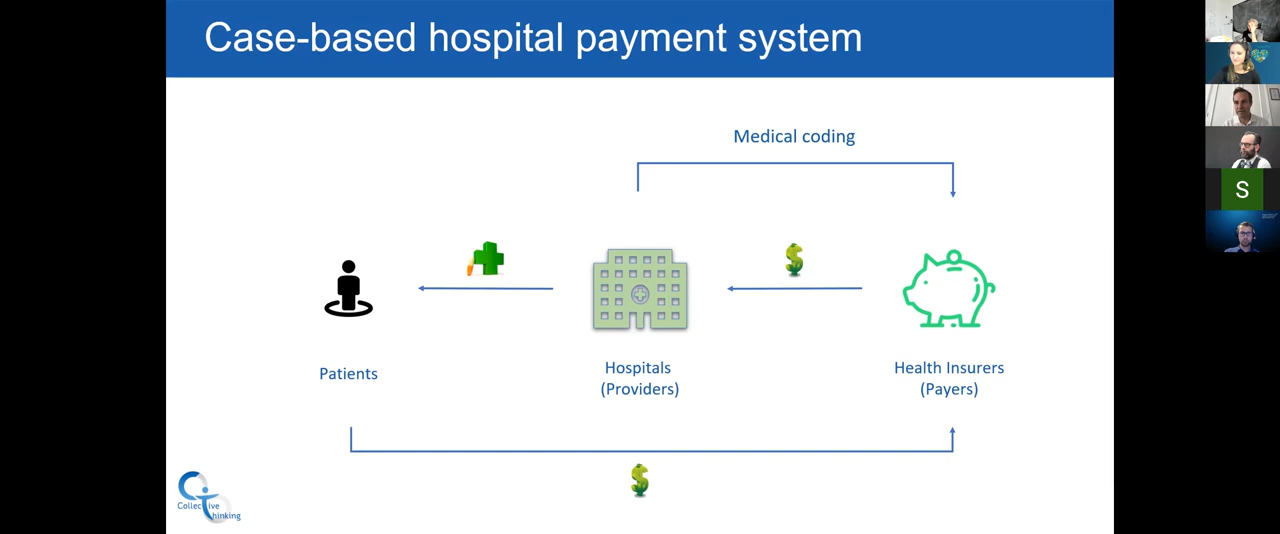 Case-based hospital payment system
Medical coding
$
Patients
Hospitals
(Providers)
Health Insurers
(Payers)
$
Collective
Thinking
S